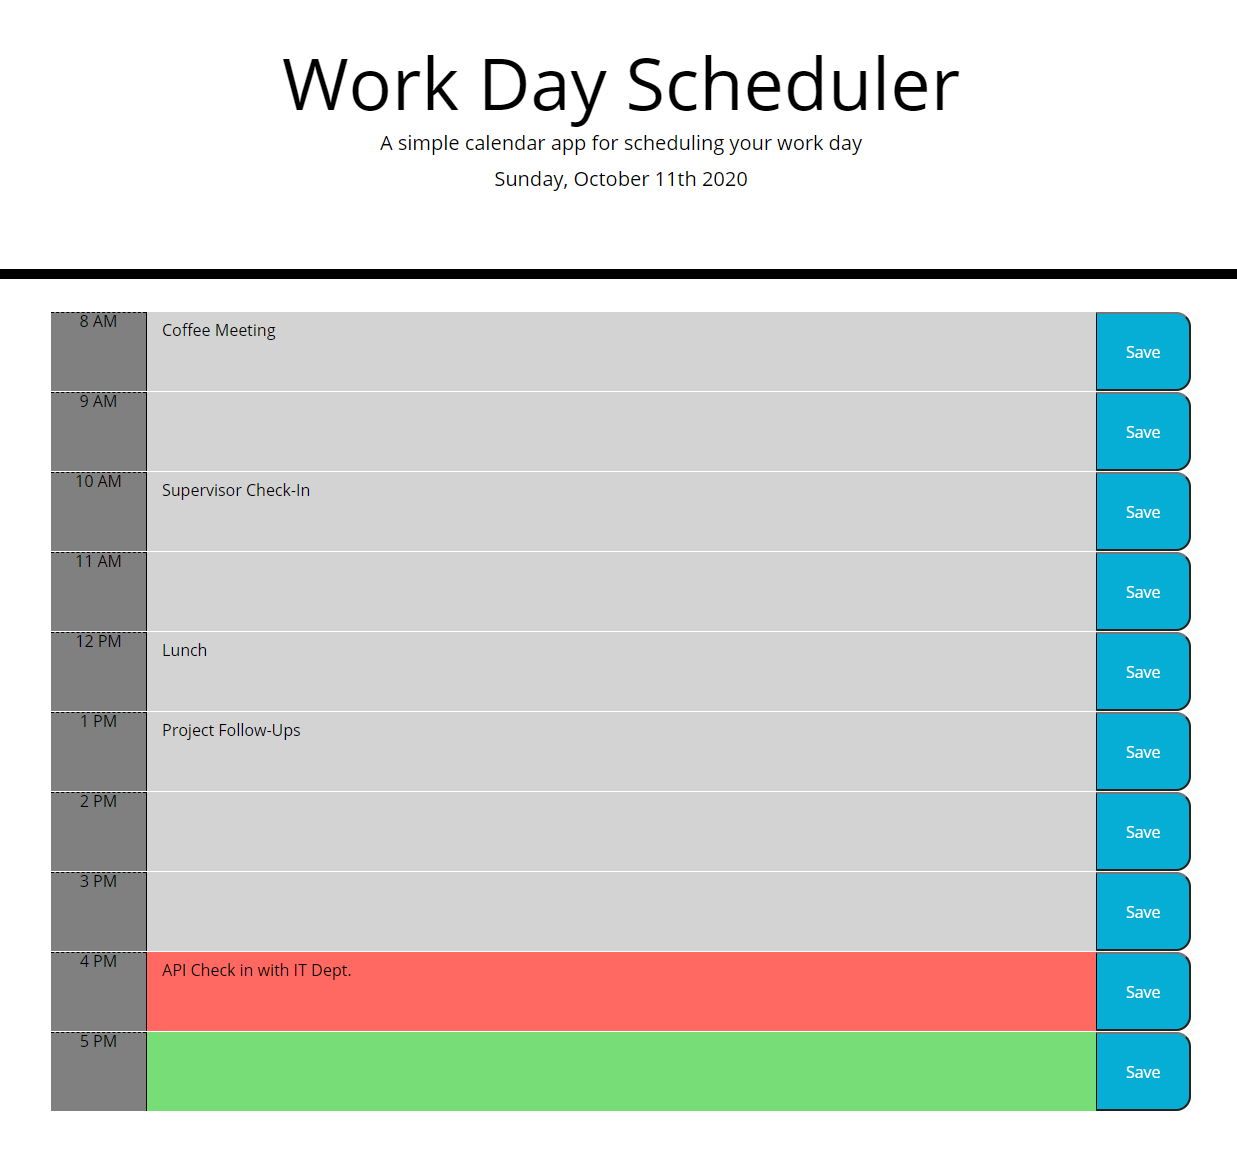 Work Day Scheduler
A simple calendar app for scheduling your work day
Sunday, October 11th 2020
8 AM Coffee Meeting Save
9 AM Save
10 AM Supervisor Check-In Save
11 AM Save
12 PM Lunch Save
1 PM Project Follow-Ups Save
2 PM Save
3 PM Save
4 PM API Check in with IT Dept. Save
5 PM Save